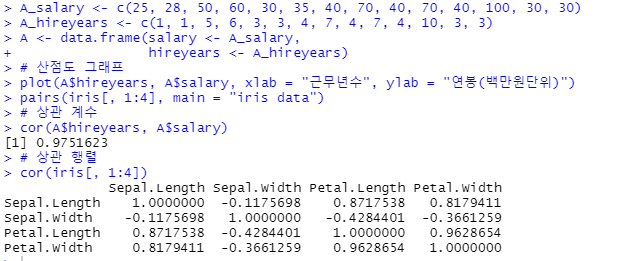 > A_salary <- c(25, 28, 50, 60, 30, 35, 40, 70, 40, 70, 40, 100, 30, 30)
> A_hireyears <- c(1, 1, 5, 6, 3, 3, 4, 7, 4, 7, 4, 10, 3, 3)
> A <- data.frame(salary <- A_salary,
+                 hireyears <- A_hireyears)
> # 산점도 그래프
> plot(A$hireyears, A$salary, xlab = "근무년수", ylab = "연봉(백만원단위)")
> pairs(iris[, 1:4], main = "iris data")
> # 상관 계수
> cor(A$hireyears, A$salary)
[1] 0.9751623
> # 상관 행렬
> cor(iris[, 1:4])
             Sepal.Length Sepal.Width Petal.Length Petal.Width
Sepal.Length    1.0000000  -0.1175698    0.8717538   0.8179411
Sepal.Width    -0.1175698   1.0000000   -0.4284401  -0.3661259
Petal.Length    0.8717538  -0.4284401    1.0000000   0.9628654
Petal.Width     0.8179411  -0.3661259    0.9628654   1.0000000